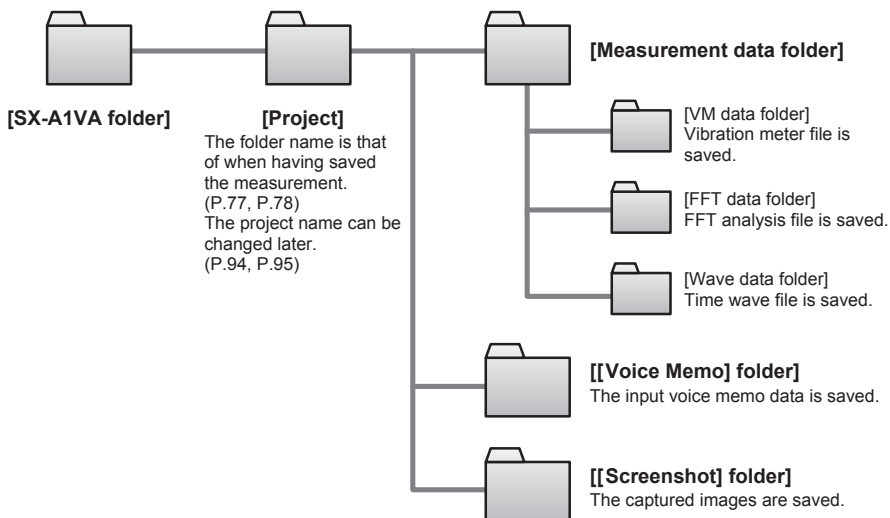 [SX-A1VA folder]
[Project]
The folder name is that
of when having saved
the measurement.
(P.77, P.78)
The project name can be
changed later.
(P.94, P.95)
[Measurement data folder]
[VM data folder]
Vibration meter file is
saved.
[FFT data folder]
FFT analysis file is saved.
[Wave data folder]
Time wave file is saved.
[[Voice Memo] folder]
The input voice memo data is saved.
[[Screenshot] folder]
The captured images are saved.